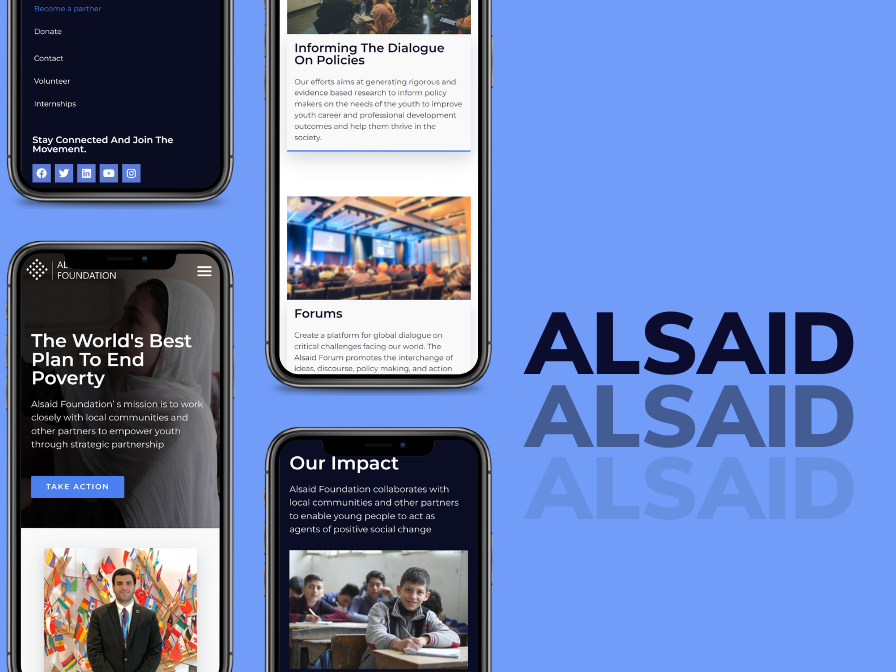 Become a partner
Donate
Contact
Volunteer
Internships
Stay Connected And Join The
Movement.
AL
FOUNDATION
The World's Best
Plan To End
Poverty
Alsaid Foundation' s mission is to work
closely with local communities and
other partners to empower youth
through strategic partnership
TAKE ACTION
Informing The Dialogue
On Policies
Our efforts aims at generating rigorous and
evidence based research to inform policy
makers on the needs of the youth to improve
youth career and professional development
outcomes and help them thrive in the
society.
Forums
Create a platform for global dialogue on
critical challenges facing our world. The
Alsaid Forum promotes the interchange of
ideas, discourse, policy making, and action
Our Impact
Alsaid Foundation collaborates with
local communities and other partners
to enable young people to act as
agents of positive social change
ALSAID
ALSAID
ALSAID